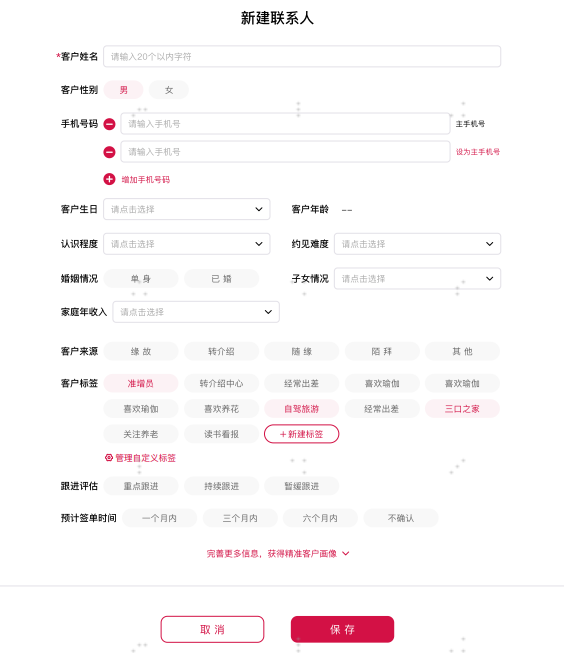 新建联系人
*客户姓名 请输入20个以内字符
客户性别 男 女
手机号码 请输入手机号 主手机号
请输入手机号 设为主手机号
增加手机号码
客户生日 请点击选择 客户年龄 --
认识程度 请点击选择 约见难度 请点击选择
婚姻情况 单 身 已 婚 子女情况 请点击选择
家庭年收入 请点击选择
客户来源 缘 故 转介绍 随 缘 陌 拜 其 他
客户标签 准增员 转介绍中心 经常出差 喜欢瑜伽 喜欢瑜伽
喜欢瑜伽 喜欢养花 自驾旅游 经常出差 三口之家
关注养老 读书看报 +新建标签
管理自定义标签
跟进评估 重点跟进 持续跟进 暂缓跟进
预计签单时间 一个月内 三个月内 六个月内 不确认
完善更多信息，获得精准客户画像
取 消 保 存